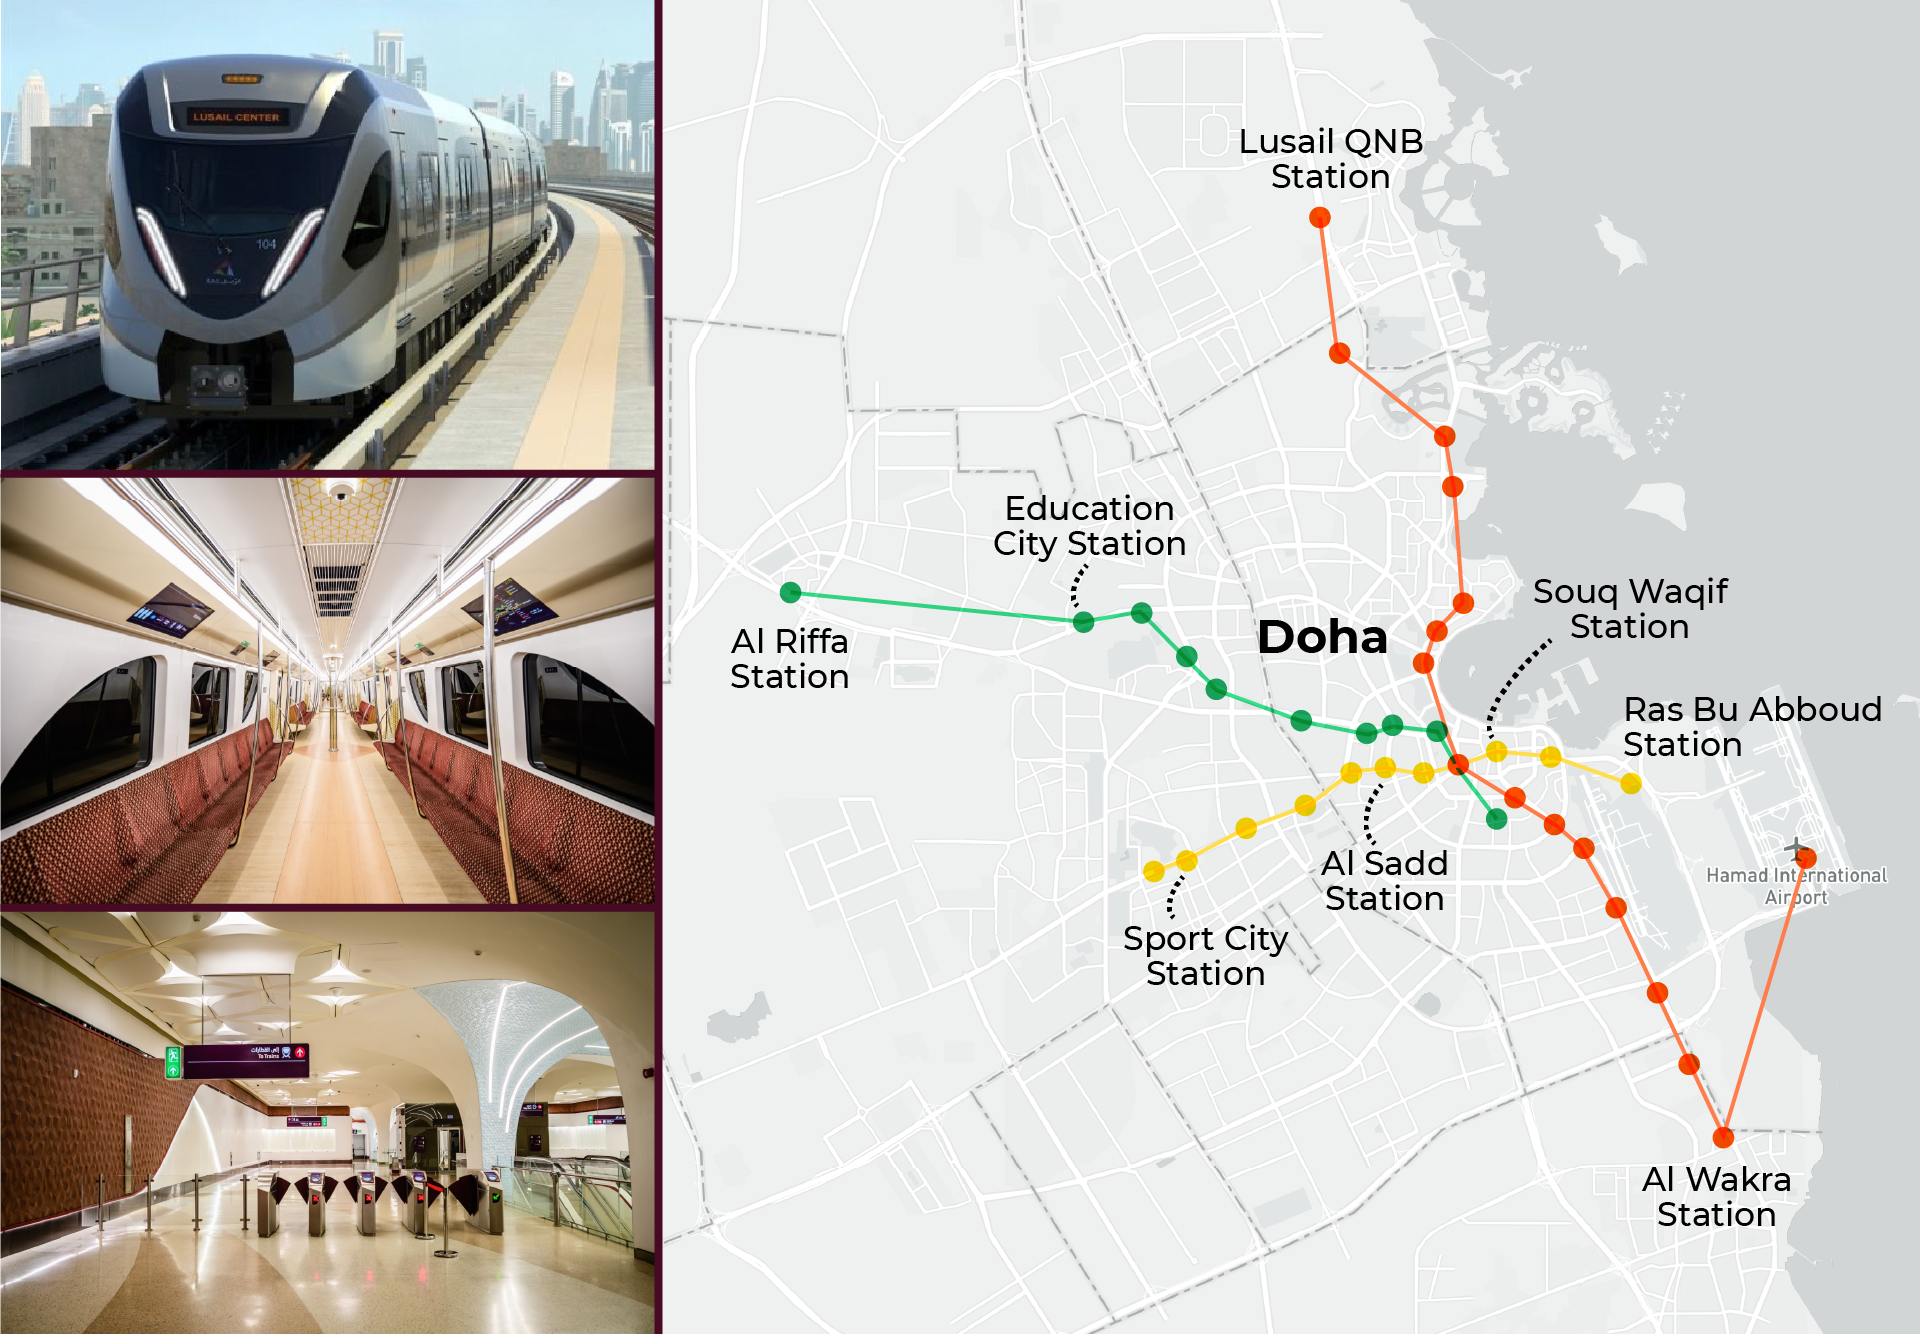 LUSAIL CENTER
104
إلى القطارات
To Trains
Lusail QNB
Station
Education
City Station
Al Riffa
Station
Doha
Souq Waqif
Station
Ras Bu Abboud
Station
Al Sadd
Station
Sport City
Station
Hamad International
Airport
Al Wakra
Station